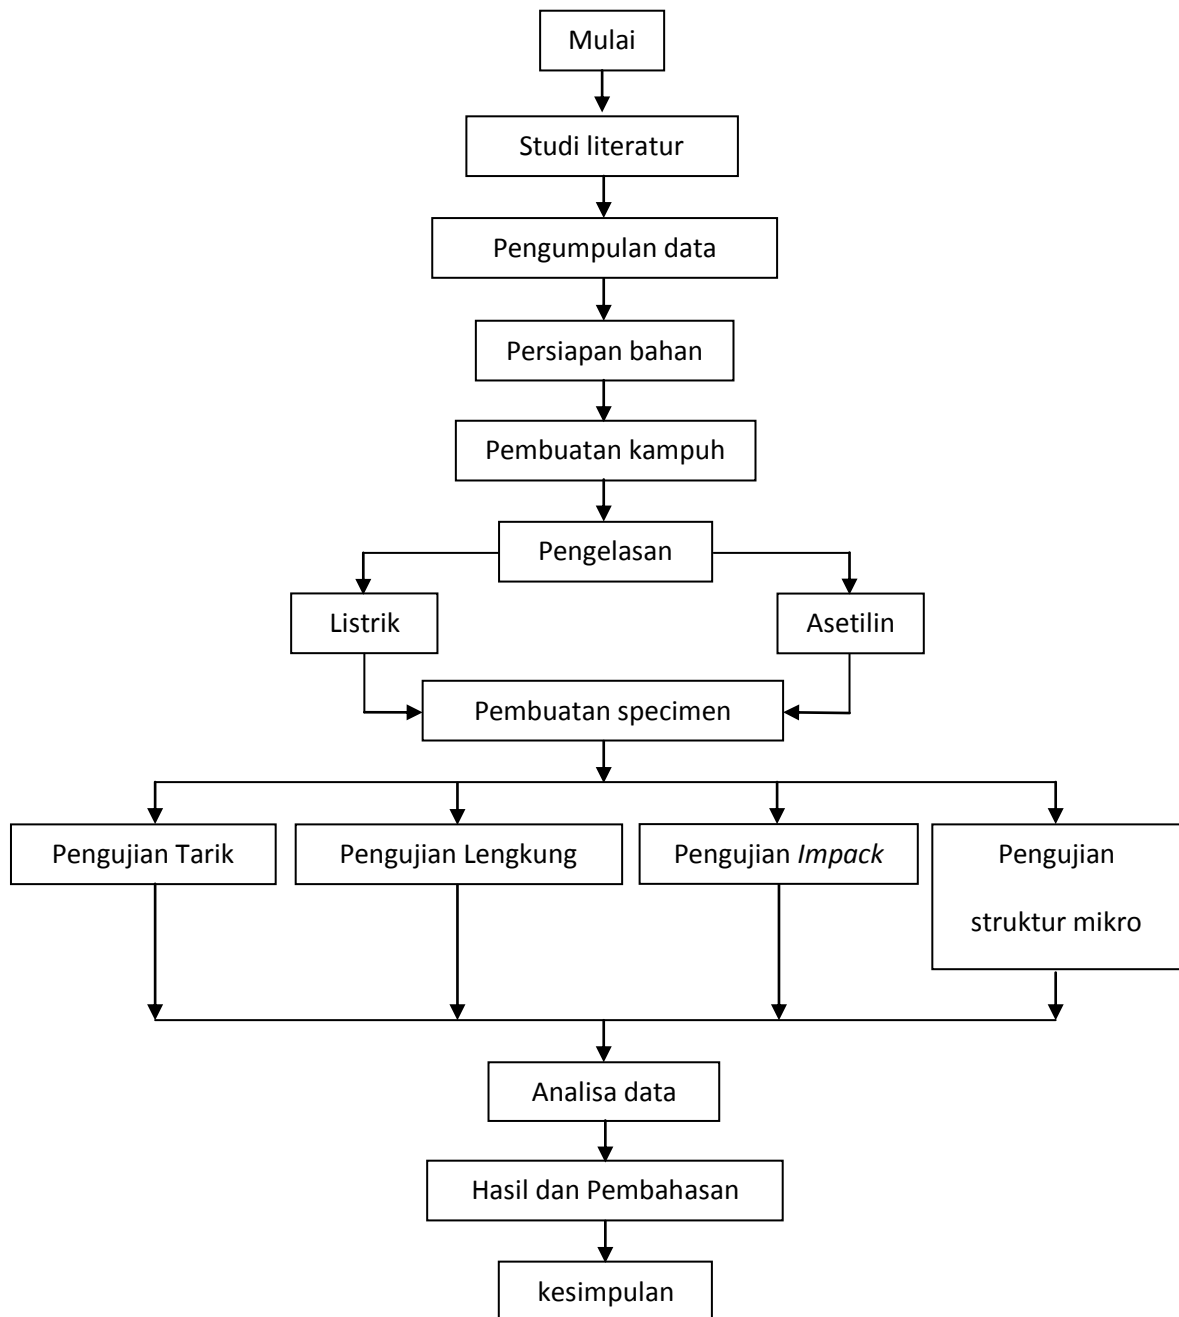 Mulai
Studi literatur
Pengumpulan data
Persiapan bahan
Pembuatan kampuh
Pengelasan
Listrik
Asetilin
Pembuatan specimen
Pengujian Tarik
Pengujian Lengkung
Pengujian Impack
Pengujian
struktur mikro
Analisa data
Hasil dan Pembahasan
kesimpulan